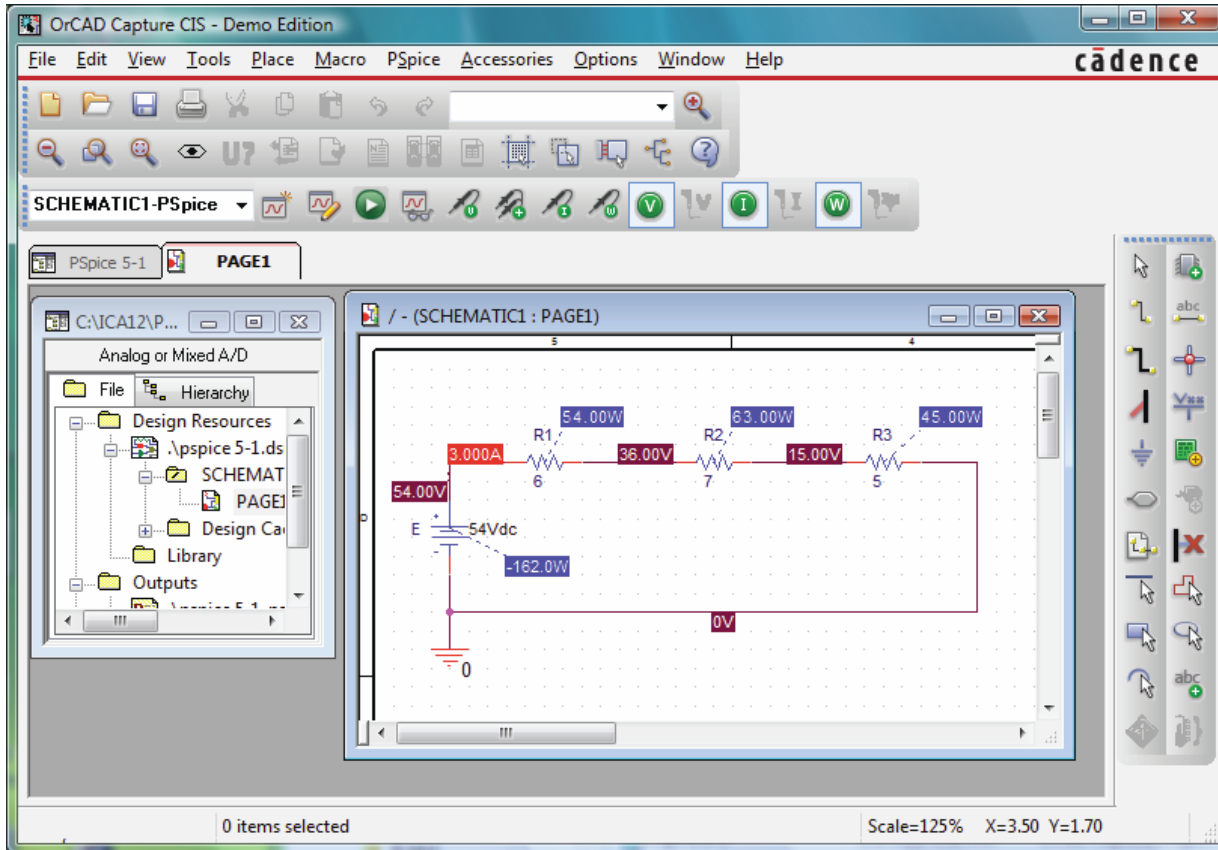 OrCAD Capture CIS - Demo Edition
File Edit View Tools Place Macro PSpice Accessories Options Window Help
cādence
U?
SCHEMATIC1-PSpice
V V I I W
PSpice 5-1 PAGE1
abc
C:\ICA12\P...
/ - (SCHEMATIC1 : PAGE1)
Analog or Mixed A/D
File Hierarchy
Design Resources
.\pspice 5-1.ds
SCHEMAT
PAGE1
Design Ca
Library
Outputs
5 4
54.00W 63.00W 45.00W
R1 R2 R3
3.000A 36.00V 15.00V
6 7 5
54.00V
E + 54Vdc
-
-162.0W
0V
0
D
abc
0 items selected Scale=125% X=3.50 Y=1.70